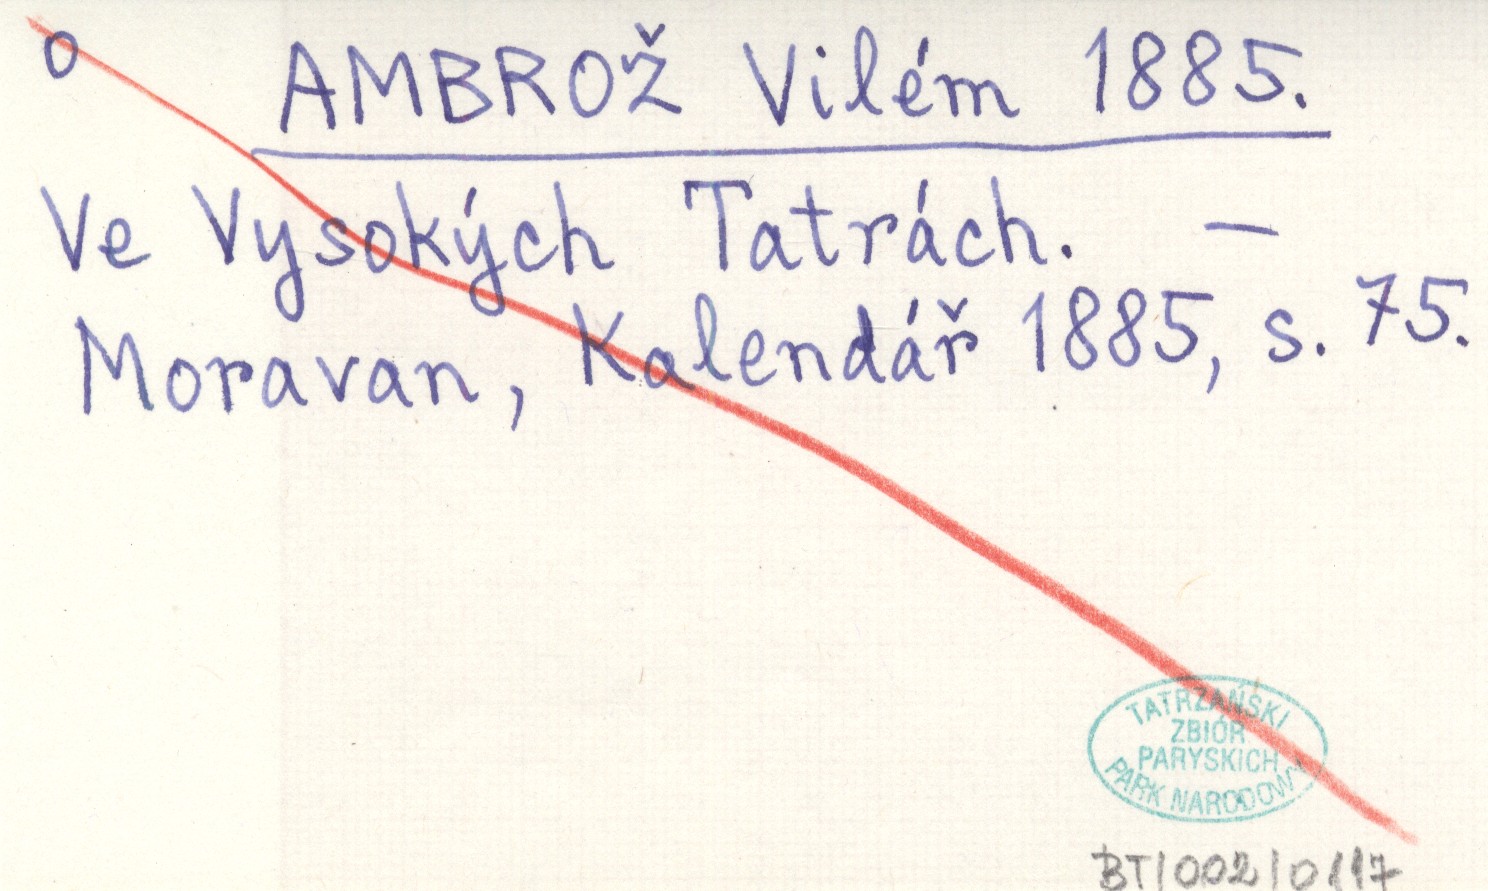 o AMBROŽ Vilém 1885.
Ve Vysokých Tatrách. —
Moravan, Kalendář 1885, s. 75.
TATRZAŃSKI
ZBIÓR
PARYSKICH
PARK NARODOWY
BT/002/0117